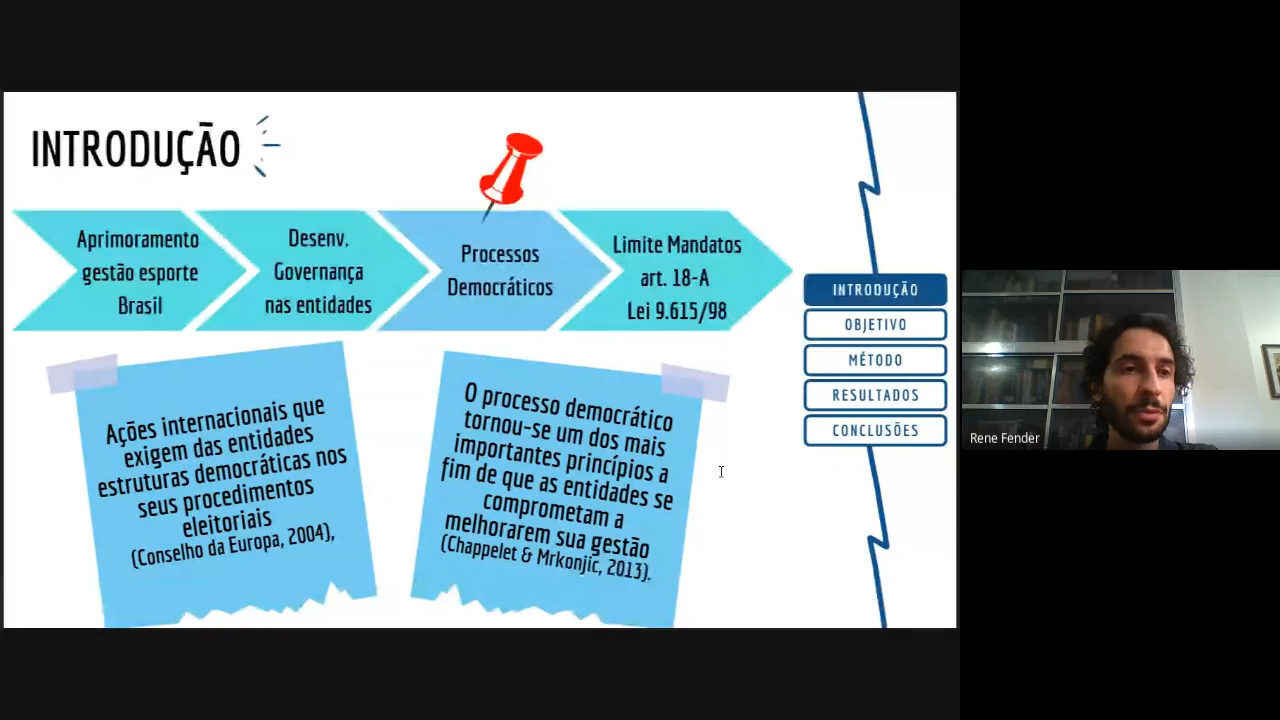 INTRODUÇÃO
Aprimoramento
gestão esporte
Brasil
Desenv.
Governança
nas entidades
Processos
Democráticos
Limite Mandatos
art. 18-A
Lei 9.615/98
Ações internacionais que
exigem das entidades
estruturas democráticas nos
seus procedimentos
eleitoriais
(Conselho da Europa, 2004),
O processo democrático
tornou-se um dos mais
importantes princípios a
fim de que as entidades se
comprometam a
melhorarem sua gestão
(Chappelet & Mrkonjic, 2013).
INTRODUÇÃO
OBJETIVO
MÉTODO
RESULTADOS
CONCLUSÕES
Rene Fender